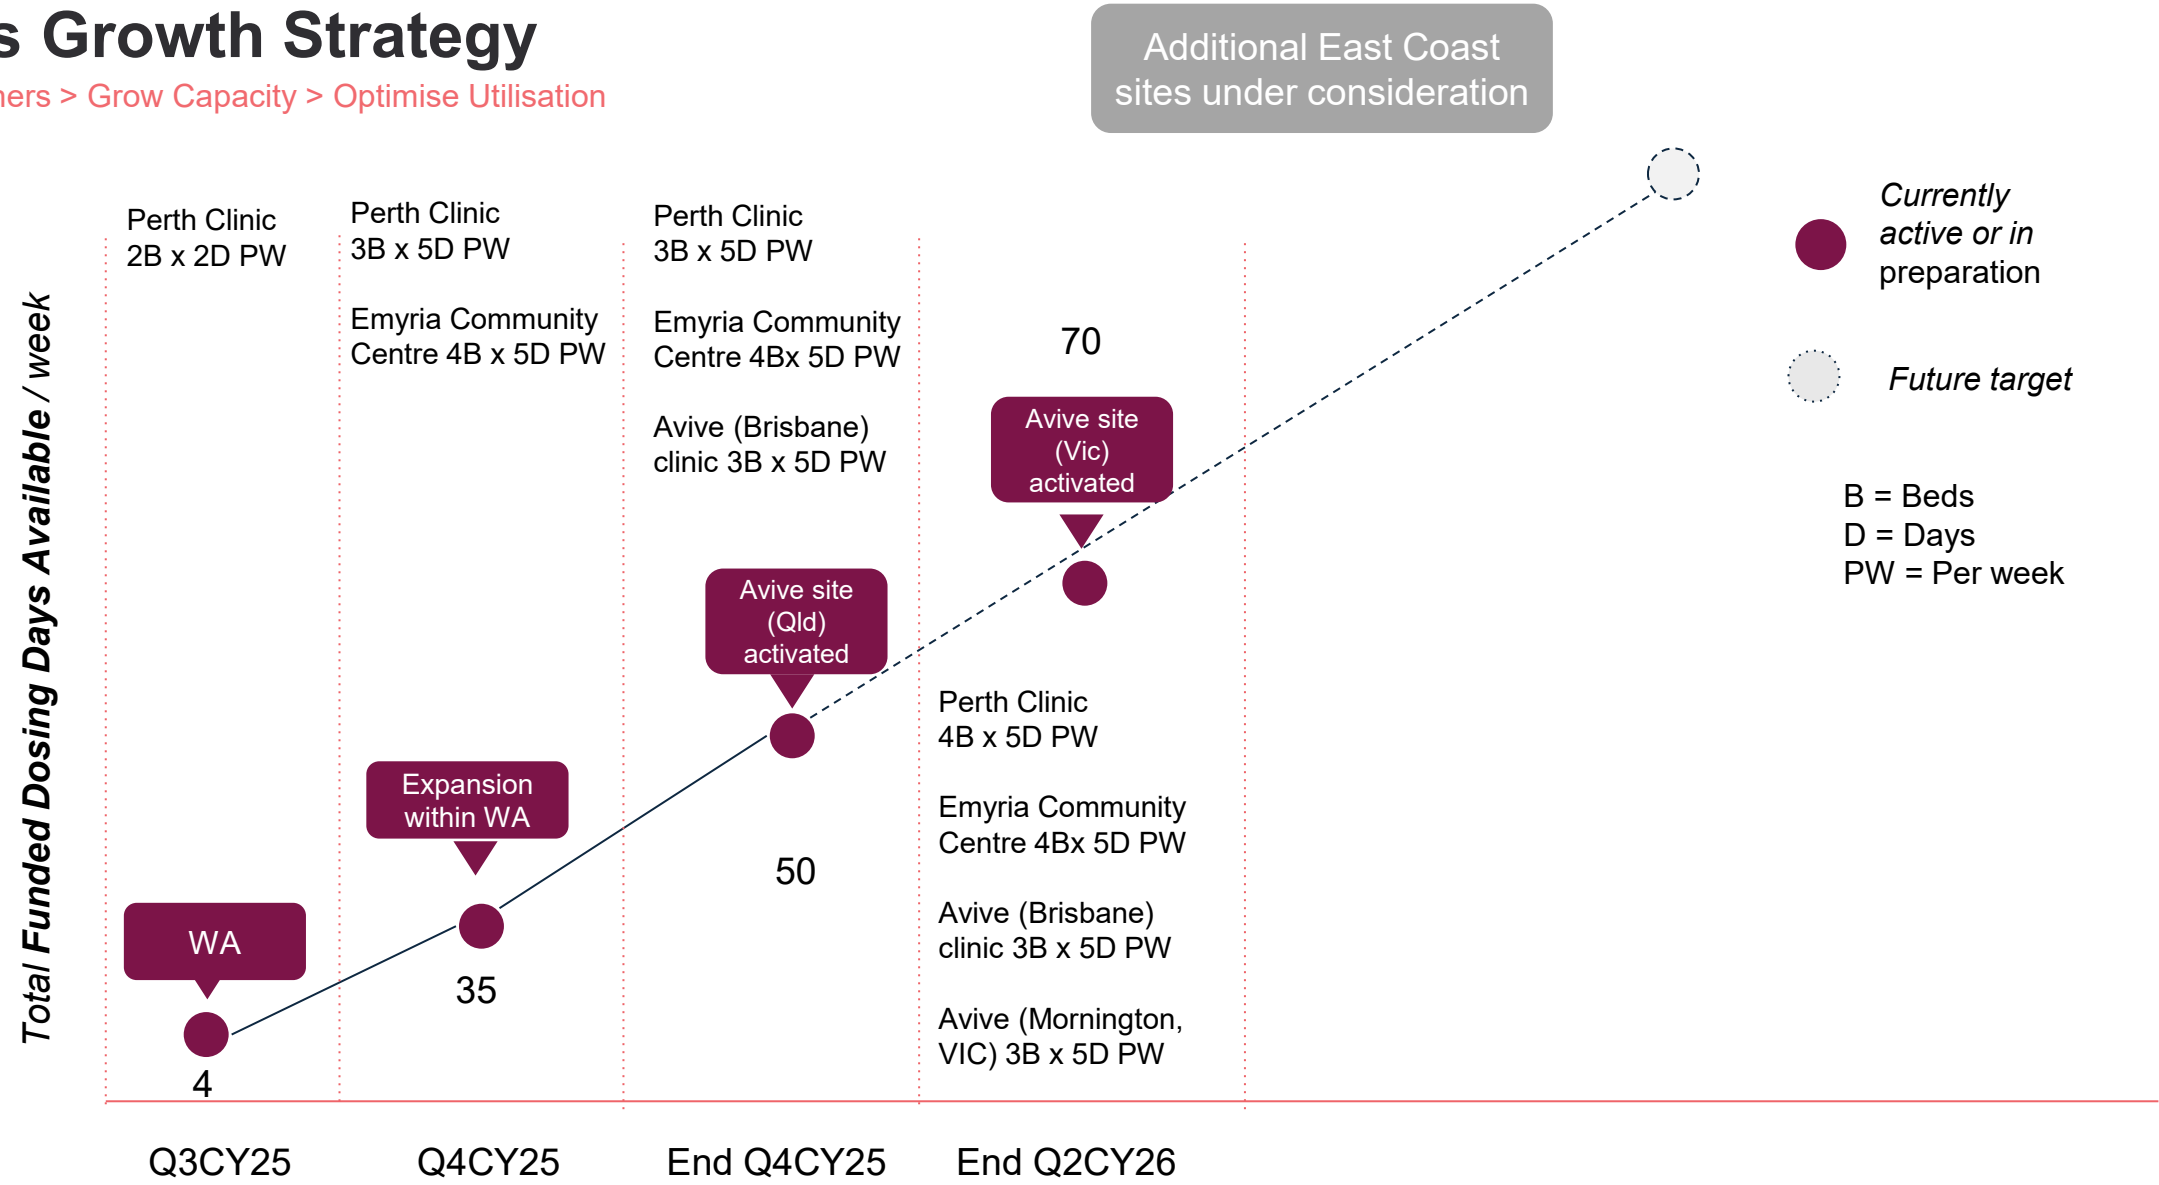 s Growth Strategy
ners > Grow Capacity > Optimise Utilisation
Additional East Coast
sites under consideration
Total Funded Dosing Days Available / week
Perth Clinic
2B x 2D PW
WA
4
Q3CY25
Perth Clinic
3B x 5D PW
Emyria Community
Centre 4B x 5D PW
Expansion
within WA
35
Q4CY25
Perth Clinic
3B x 5D PW
Emyria Community
Centre 4Bx 5D PW
Avive (Brisbane)
clinic 3B x 5D PW
Avive site
(Qld)
activated
50
End Q4CY25
70
Avive site
(Vic)
activated
Perth Clinic
4B x 5D PW
Emyria Community
Centre 4Bx 5D PW
Avive (Brisbane)
clinic 3B x 5D PW
Avive (Mornington,
VIC) 3B x 5D PW
End Q2CY26
Currently
active or in
preparation
Future target
B = Beds
D = Days
PW = Per week